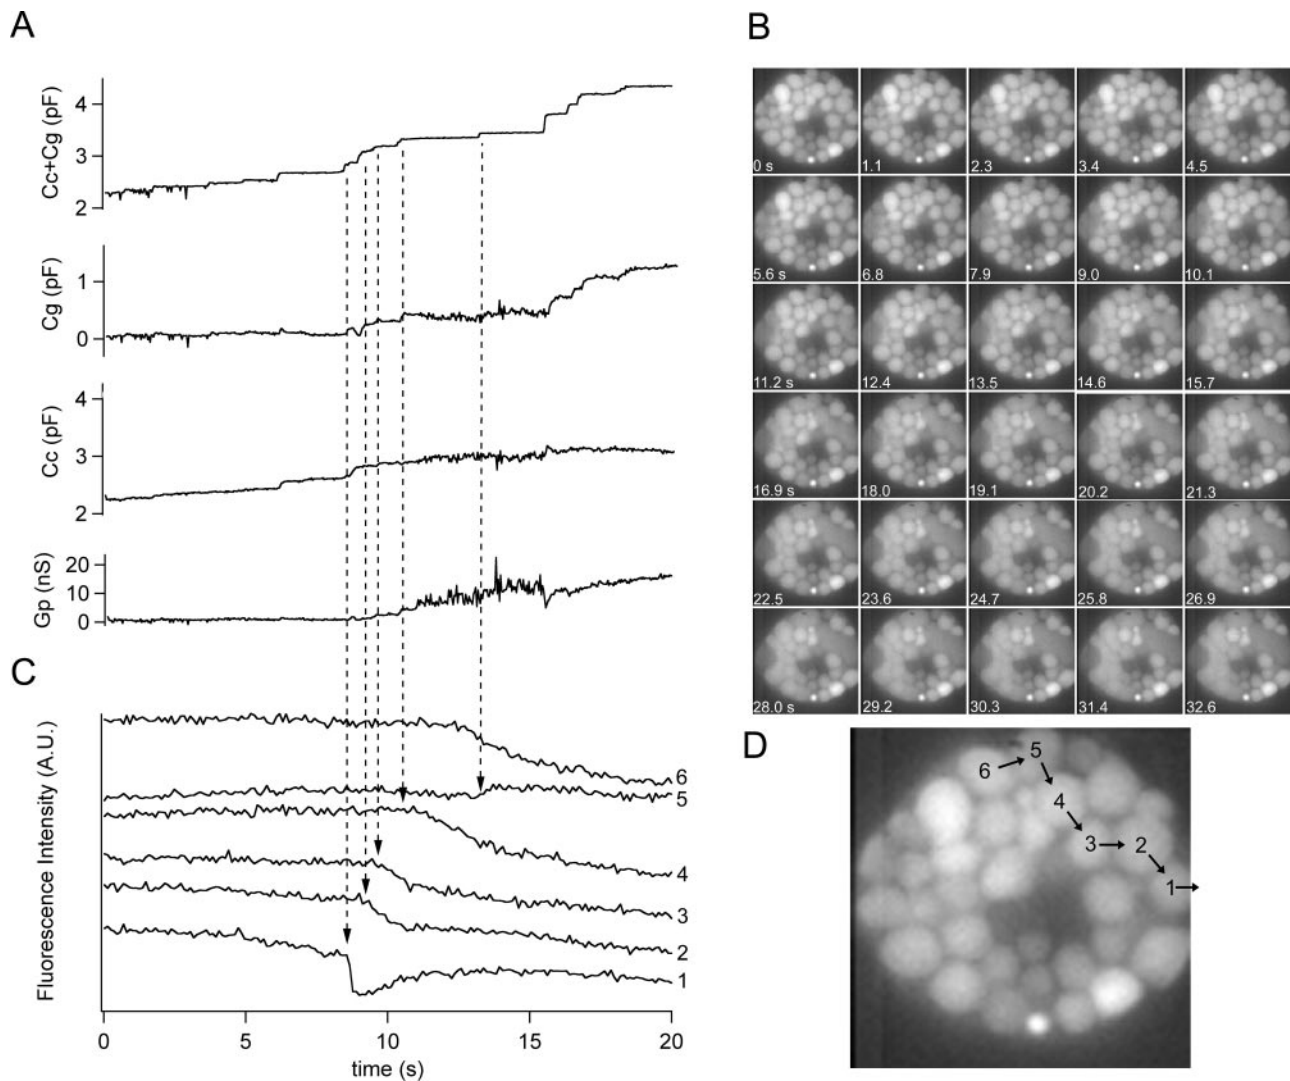 A
Cc+Cg (pF)
4
3
2
Cg (pF)
1
0
Cc (pF)
4
3
2
Gp (nS)
20
10
0
B
0 s 1.1 2.3 3.4 4.5
5.6 s 6.8 7.9 9.0 10.1
11.2 s 12.4 13.5 14.6 15.7
16.9 s 18.0 19.1 20.2 21.3
22.5 23.6 24.7 25.8 26.9
28.0 s 29.2 30.3 31.4 32.6
C
Fluorescence Intensity (A.U.)
6
5
4
3
2
1
0 5 10 15 20
time (s)
D
5
6
4
3 2
1